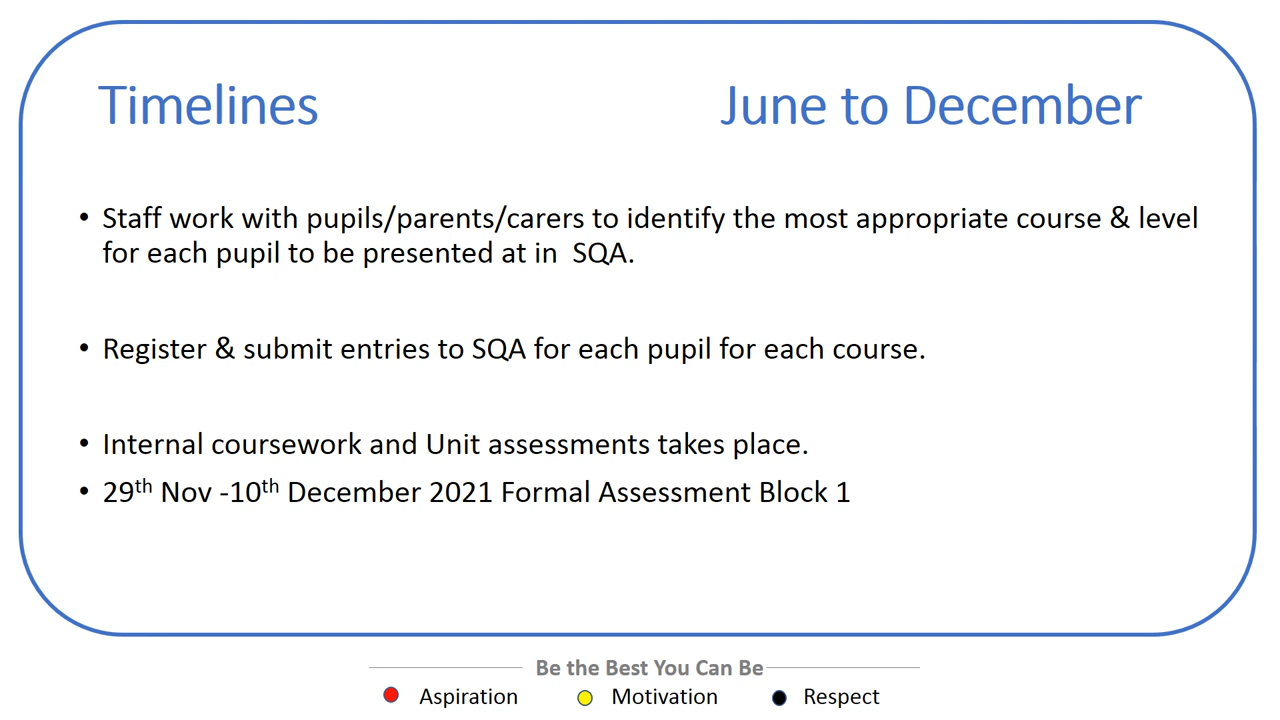 Timelines June to December
• Staff work with pupils/parents/carers to identify the most appropriate course & level
for each pupil to be presented at in  SQA.
• Register & submit entries to SQA for each pupil for each course.
• Internal coursework and Unit assessments takes place.
• 29th Nov -10th December 2021 Formal Assessment Block 1
Be the Best You Can Be
Aspiration Motivation Respect